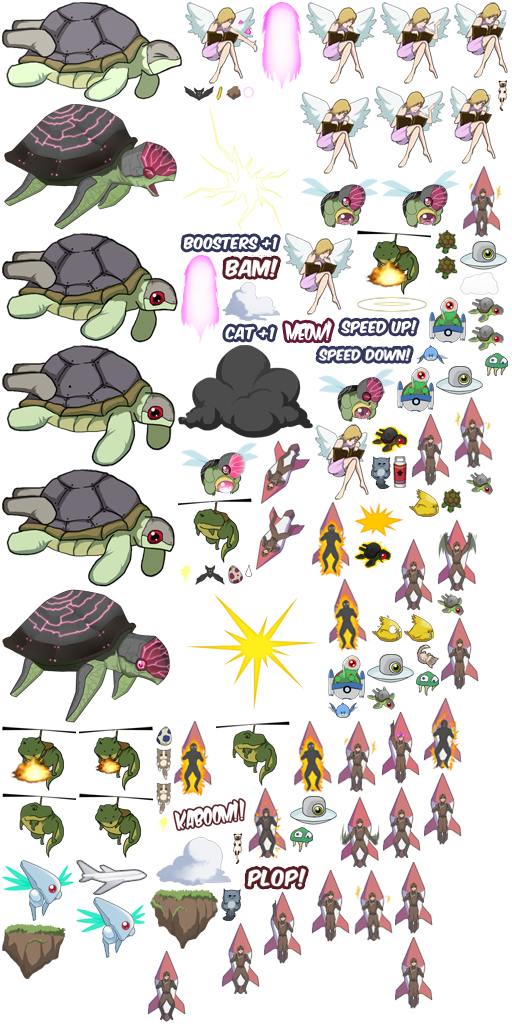 BOOSTERS +1
BAM!
CAT +1
MEOW!
SPEED UP!
SPEED DOWN!
KABOOM!!
PLOP!